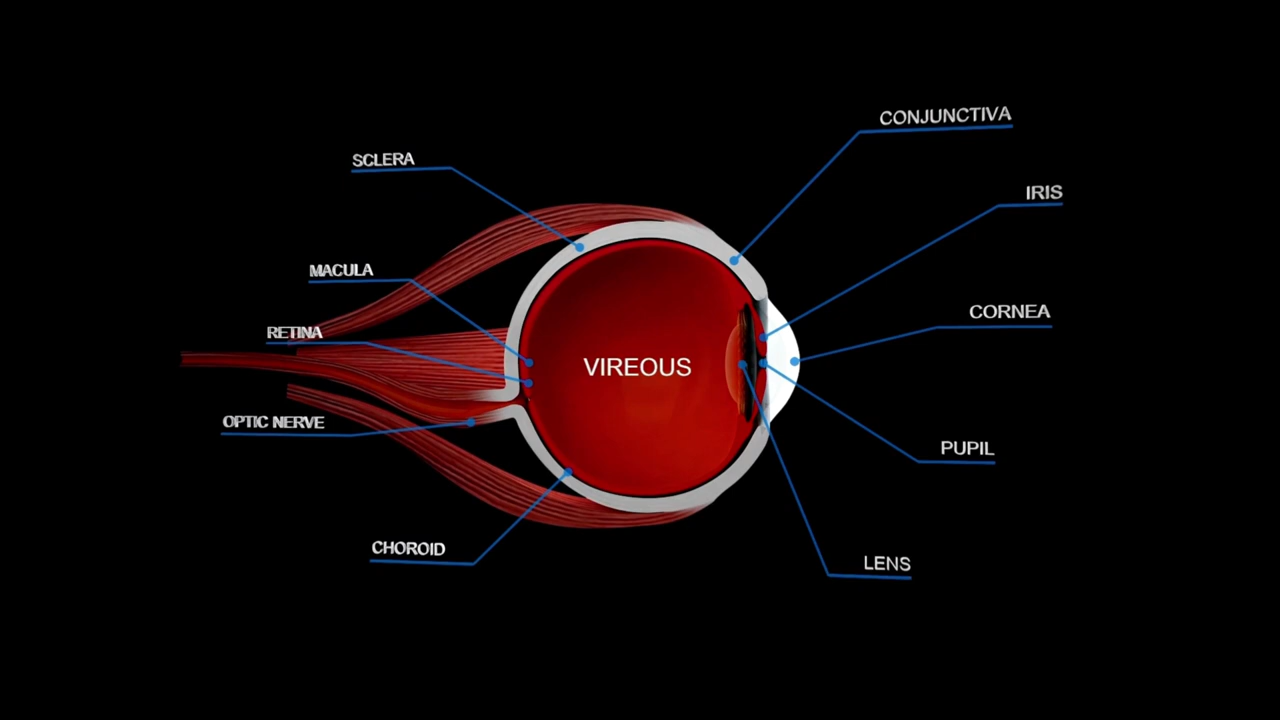 CONJUNCTIVA
SCLERA
IRIS
MACULA
CORNEA
RETINA
VIREOUS
OPTIC NERVE
PUPIL
CHOROID
LENS